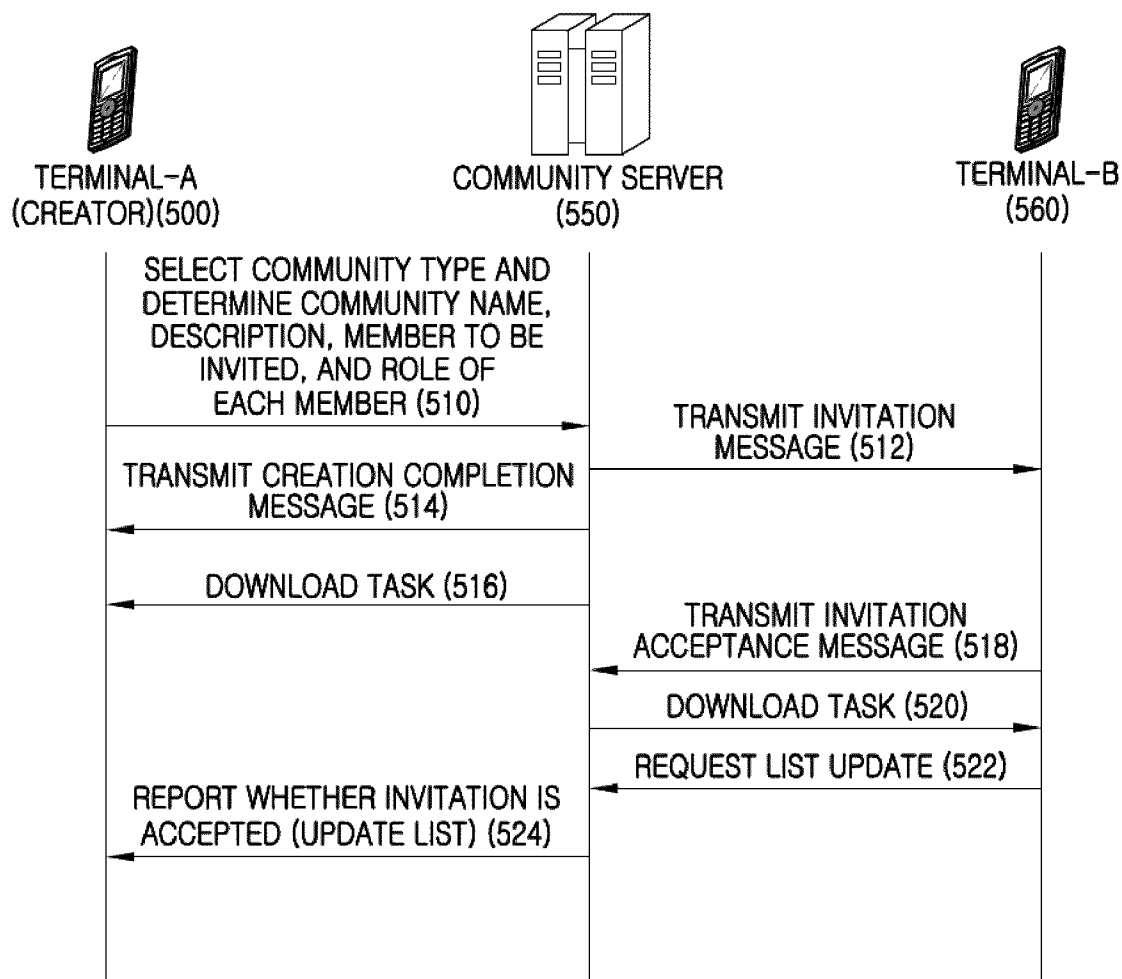 TERMINAL-A
(CREATOR)(500)
COMMUNITY SERVER
(550)
TERMINAL-B
(560)
SELECT COMMUNITY TYPE AND
DETERMINE COMMUNITY NAME,
DESCRIPTION, MEMBER TO BE
INVITED, AND ROLE OF
EACH MEMBER (510)
TRANSMIT INVITATION
MESSAGE (512)
TRANSMIT CREATION COMPLETION
MESSAGE (514)
DOWNLOAD TASK (516)
TRANSMIT INVITATION
ACCEPTANCE MESSAGE (518)
DOWNLOAD TASK (520)
REQUEST LIST UPDATE (522)
REPORT WHETHER INVITATION IS
ACCEPTED (UPDATE LIST) (524)